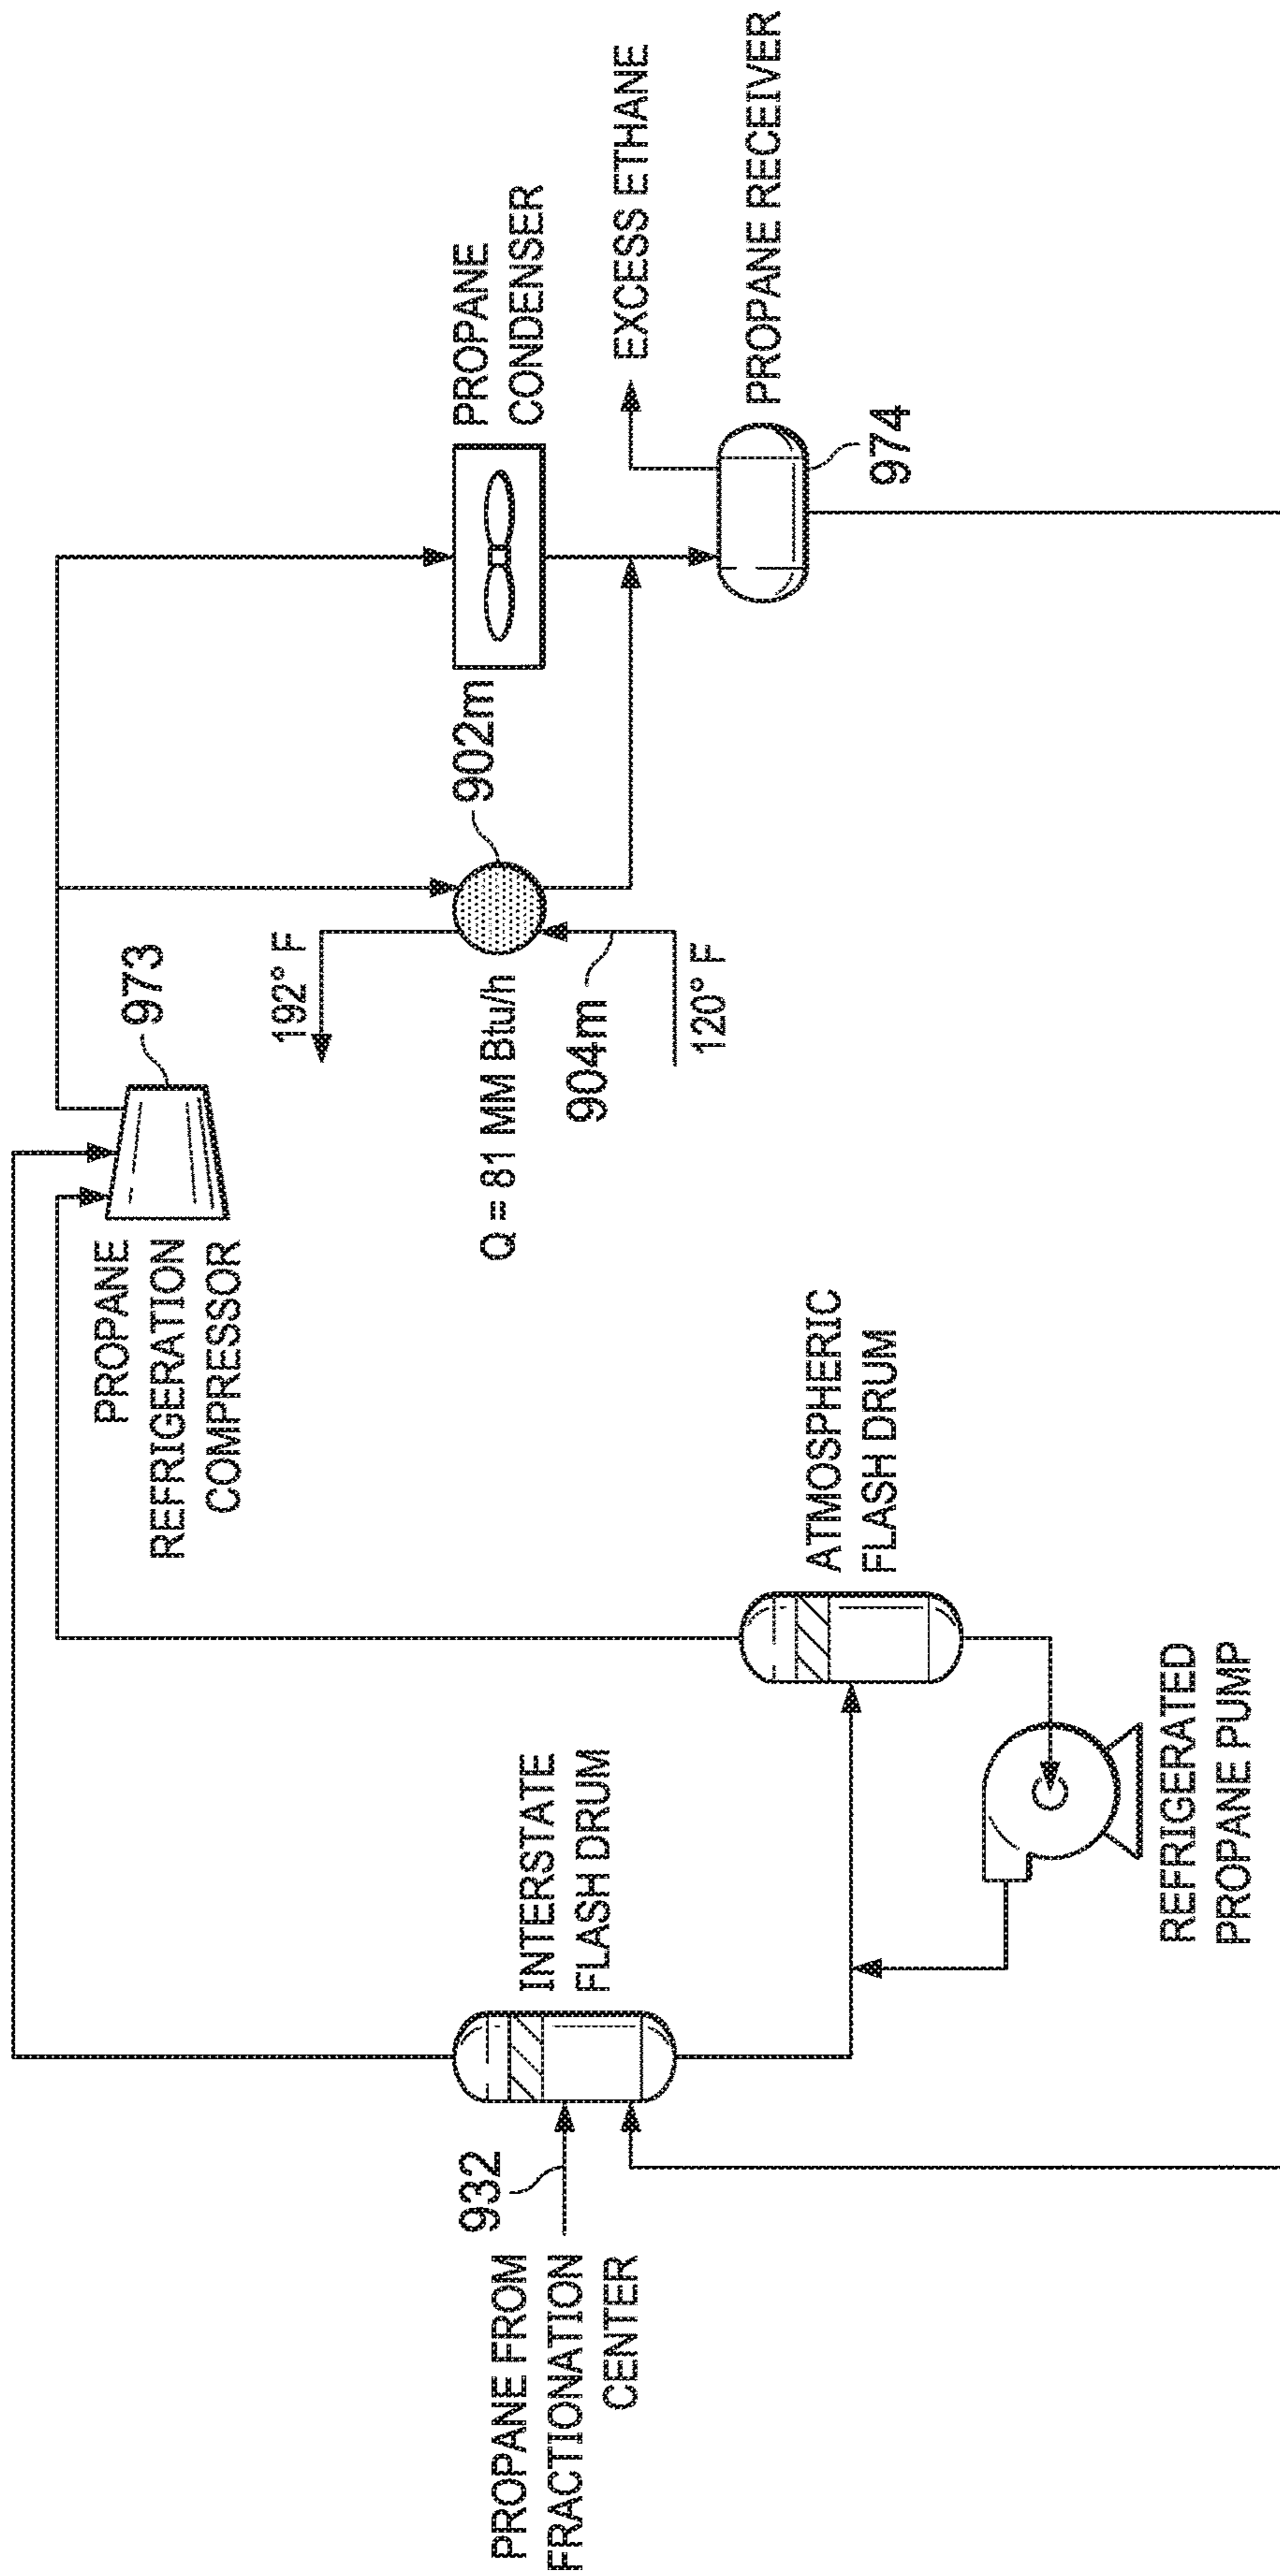 PROPANE
REFRIGERATION
COMPRESSOR
973
192° F
Q = 81 MM Btu/h
902m
904m
120° F
PROPANE
CONDENSER
EXCESS ETHANE
PROPANE RECEIVER
974
PROPANE FROM
FRACTIONATION
CENTER
932
INTERSTATE
FLASH DRUM
ATMOSPHERIC
FLASH DRUM
REFRIGERATED
PROPANE PUMP